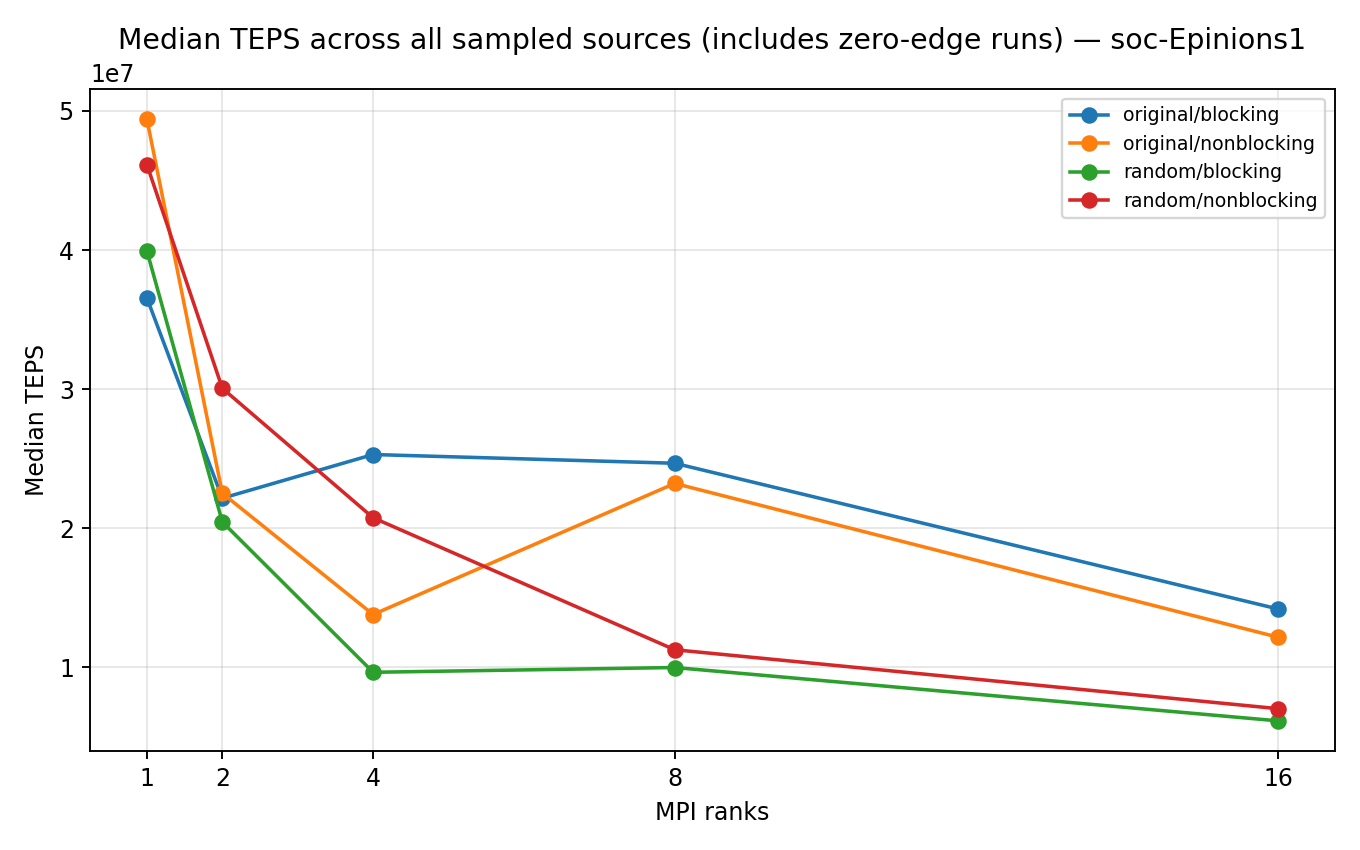 Median TEPS across all sampled sources (includes zero-edge runs) — soc-Epinions1
1e7
5
4
3
2
1
Median TEPS
original/blocking
original/nonblocking
random/blocking
random/nonblocking
1 2 4 8 16
MPI ranks